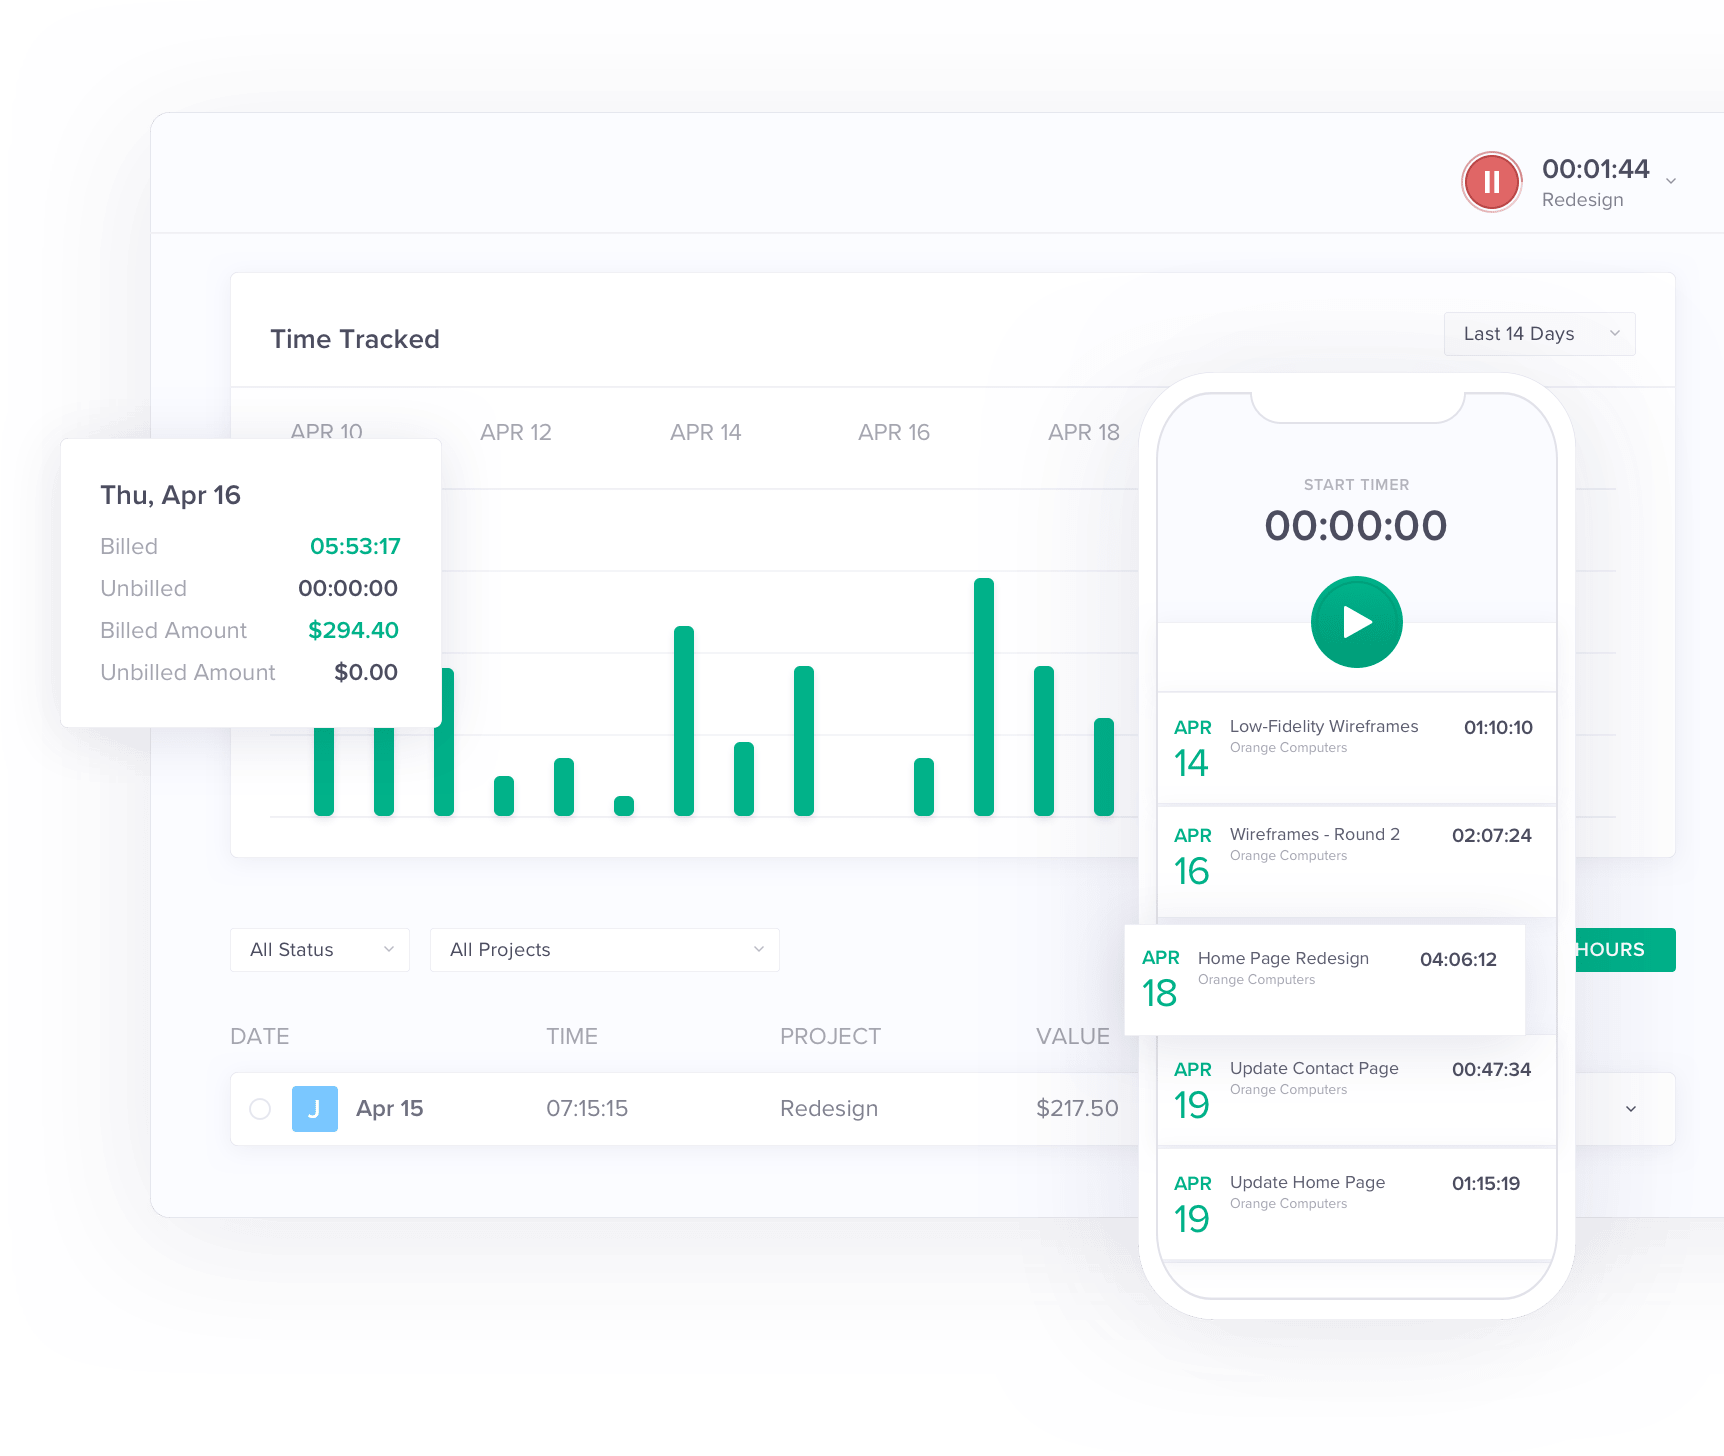 00:01:44
Redesign
Time Tracked
Last 14 Days
APR 10
APR 12
APR 14
APR 16
APR 18
Thu, Apr 16
Billed 05:53:17
Unbilled 00:00:00
Billed Amount $294.40
Unbilled Amount $0.00
All Status
All Projects
HOURS
DATE
TIME
PROJECT
VALUE
J
Apr 15
07:15:15
Redesign
$217.50
START TIMER
00:00:00
APR 14
Low-Fidelity Wireframes 01:10:10
Orange Computers
APR 16
Wireframes - Round 2 02:07:24
Orange Computers
APR 18
Home Page Redesign 04:06:12
Orange Computers
APR 19
Update Contact Page 00:47:34
Orange Computers
APR 19
Update Home Page 01:15:19
Orange Computers